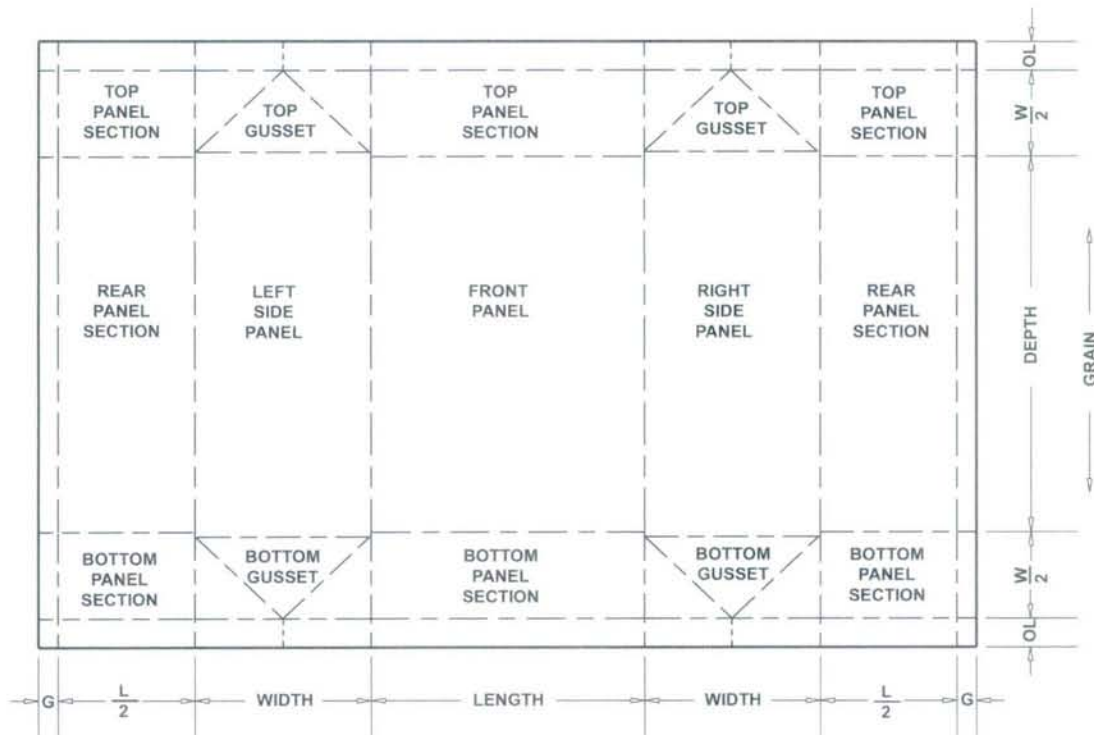 OL
TOP
PANEL
SECTION
TOP
GUSSET
TOP
PANEL
SECTION
TOP
GUSSET
TOP
PANEL
SECTION
W
2
REAR
PANEL
SECTION
LEFT
SIDE
PANEL
FRONT
PANEL
RIGHT
SIDE
PANEL
REAR
PANEL
SECTION
DEPTH
GRAIN
BOTTOM
PANEL
SECTION
BOTTOM
GUSSET
BOTTOM
PANEL
SECTION
BOTTOM
GUSSET
BOTTOM
PANEL
SECTION
W
2
OL
G
L
2
WIDTH
LENGTH
WIDTH
L
2
G